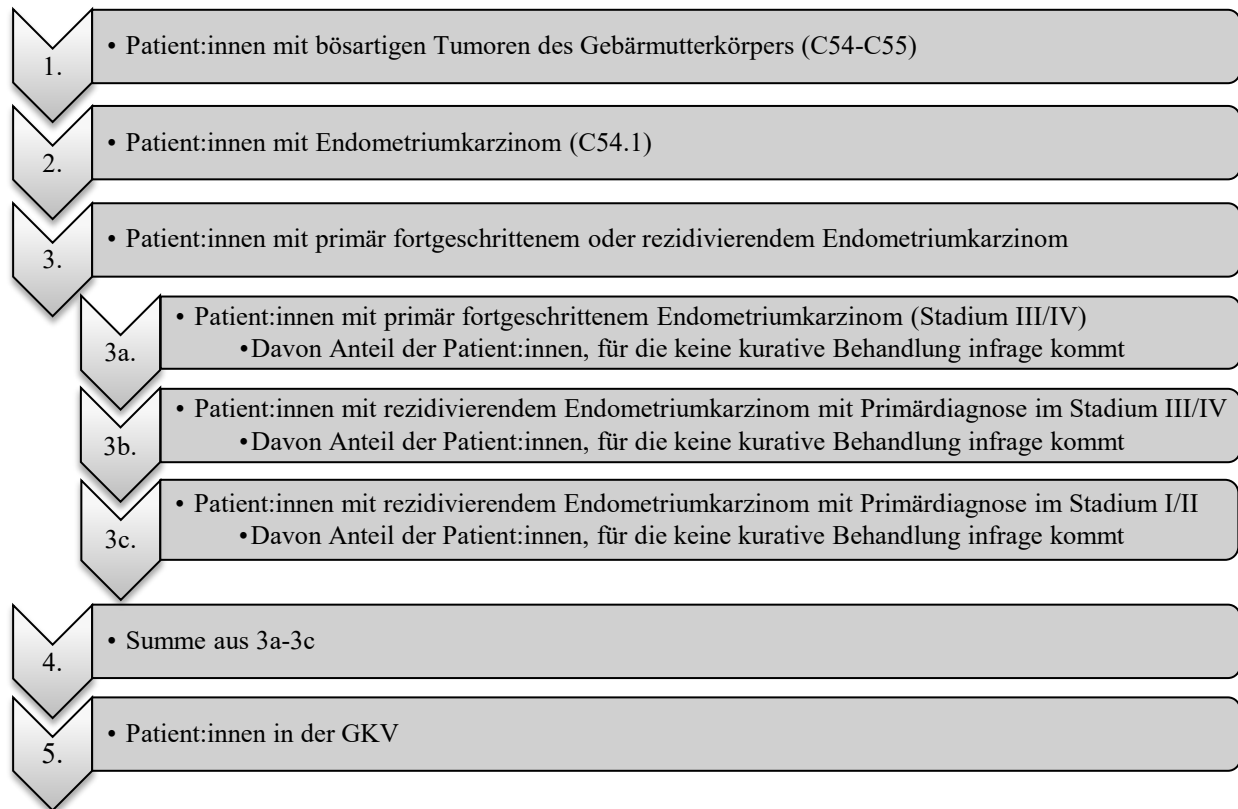 1.
• Patient:innen mit bösartigen Tumoren des Gebärmutterkörpers (C54-C55)
2.
• Patient:innen mit Endometriumkarzinom (C54.1)
3.
• Patient:innen mit primär fortgeschrittenem oder rezidivierendem Endometriumkarzinom
3a.
• Patient:innen mit primär fortgeschrittenem Endometriumkarzinom (Stadium III/IV)
•Davon Anteil der Patient:innen, für die keine kurative Behandlung infrage kommt
3b.
• Patient:innen mit rezidivierendem Endometriumkarzinom mit Primärdiagnose im Stadium III/IV
•Davon Anteil der Patient:innen, für die keine kurative Behandlung infrage kommt
3c.
• Patient:innen mit rezidivierendem Endometriumkarzinom mit Primärdiagnose im Stadium I/II
•Davon Anteil der Patient:innen, für die keine kurative Behandlung infrage kommt
4.
• Summe aus 3a-3c
5.
• Patient:innen in der GKV